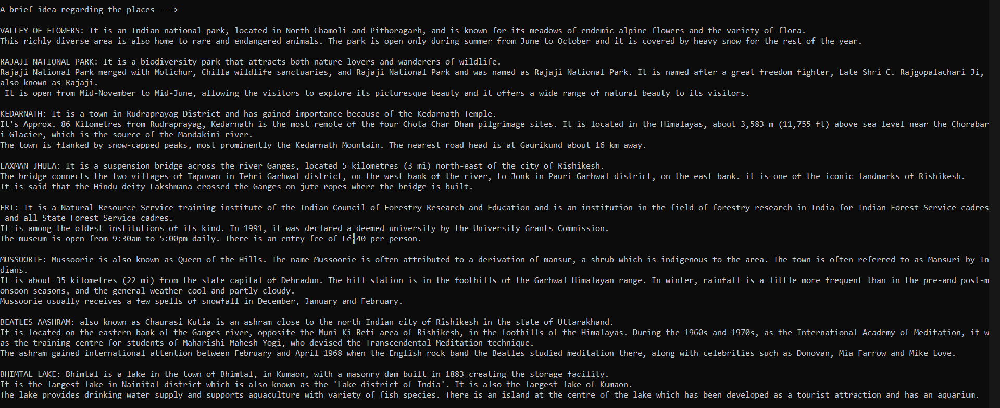 A brief idea regarding the places --->
VALLEY OF FLOWERS: It is an Indian national park, located in North Chamoli and Pithoragarh, and is known for its meadows of endemic alpine flowers and the variety of flora.
This richly diverse area is also home to rare and endangered animals. The park is open only during summer from June to October and it is covered by heavy snow for the rest of the year.
RAJAJI NATIONAL PARK: It is a biodiversity park that attracts both nature lovers and wanderers of wildlife.
Rajaji National Park merged with Motichur, Chilla wildlife sanctuaries, and Rajaji National Park and was named as Rajaji National Park. It is named after a great freedom fighter, Late Shri C. Rajgopalachari Ji,
also known as Rajaji.
It is open from Mid-November to Mid-June, allowing the visitors to explore its picturesque beauty and it offers a wide range of natural beauty to its visitors.
KEDARNATH: It is a town in Rudraprayag District and has gained importance because of the Kedarnath Temple.
It's Approx. 86 Kilometres from Rudraprayag, Kedarnath is the most remote of the four Chota Char Dham pilgrimage sites. It is located in the Himalayas, about 3,583 m (11,755 ft) above sea level near the Chorabar
i Glacier, which is the source of the Mandakini river.
The town is flanked by snow-capped peaks, most prominently the Kedarnath Mountain. The nearest road head is at Gaurikund about 16 km away.
LAXMAN JHULA: It is a suspension bridge across the river Ganges, located 5 kilometres (3 mi) north-east of the city of Rishikesh.
The bridge connects the two villages of Tapovan in Tehri Garhwal district, on the west bank of the river, to Jonk in Pauri Garhwal district, on the east bank. it is one of the iconic landmarks of Rishikesh.
It is said that the Hindu deity Lakshmana crossed the Ganges on jute ropes where the bridge is built.
FRI: It is a Natural Resource Service training institute of the Indian Council of Forestry Research and Education and is an institution in the field of forestry research in India for Indian Forest Service cadres
and all State Forest Service cadres.
It is among the oldest institutions of its kind. In 1991, it was declared a deemed university by the University Grants Commission.
The museum is open from 9:30am to 5:00pm daily. There is an entry fee of Γé╣40 per person.
MUSSOORIE: Mussoorie is also known as Queen of the Hills. The name Mussoorie is often attributed to a derivation of mansur, a shrub which is indigenous to the area. The town is often referred to as Mansuri by In
dians.
It is about 35 kilometres (22 mi) from the state capital of Dehradun. The hill station is in the foothills of the Garhwal Himalayan range. In winter, rainfall is a little more frequent than in the pre-and post-m
onsoon seasons, and the general weather cool and partly cloudy.
Mussoorie usually receives a few spells of snowfall in December, January and February.
BEATLES AASHRAM: also known as Chaurasi Kutia is an ashram close to the north Indian city of Rishikesh in the state of Uttarakhand.
It is located on the eastern bank of the Ganges river, opposite the Muni Ki Reti area of Rishikesh, in the foothills of the Himalayas. During the 1960s and 1970s, as the International Academy of Meditation, it w
as the training centre for students of Maharishi Mahesh Yogi, who devised the Transcendental Meditation technique.
The ashram gained international attention between February and April 1968 when the English rock band the Beatles studied meditation there, along with celebrities such as Donovan, Mia Farrow and Mike Love.
BHIMTAL LAKE: Bhimtal is a lake in the town of Bhimtal, in Kumaon, with a masonry dam built in 1883 creating the storage facility.
It is the largest lake in Nainital district which is also known as the 'Lake district of India'. It is also the largest lake of Kumaon.
The lake provides drinking water supply and supports aquaculture with variety of fish species. There is an island at the centre of the lake which has been developed as a tourist attraction and has an aquarium.